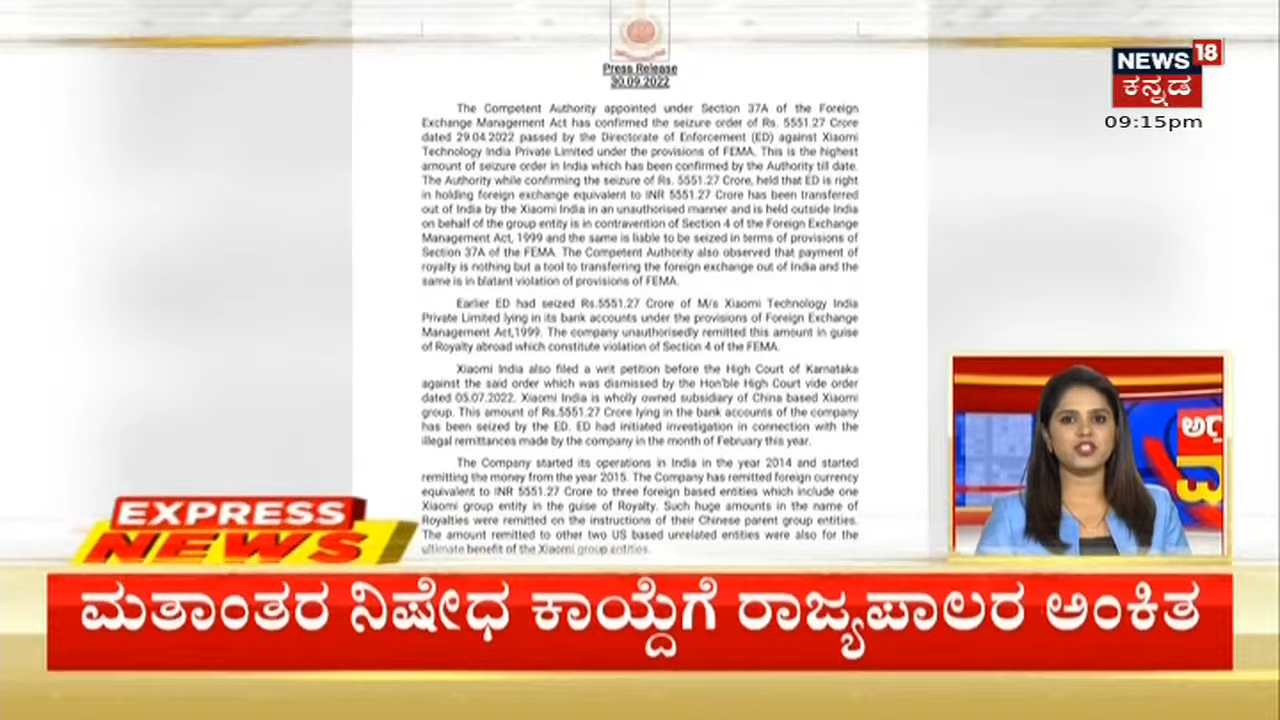 Press Release
30.09.2022
The Competent Authority appointed under Section 37A of the Foreign
Exchange Management Act has confirmed the seizure order of Rs. 5551.27 Crore
dated 29.04.2022 passed by the Directorate of Enforcement (ED) against Xiaomi
Technology India Private Limited under the provisions of FEMA. This is the highest
amount of seizure order in India which has been confirmed by the Authority till date.
The Authority while confirming the seizure of Rs. 5551.27 Crore, held that ED is right
in holding foreign exchange equivalent to INR 5551.27 Crore has been transferred
out of India by the Xiaomi India in an unauthorised manner and is held outside India
on behalf of the group entity is in contravention of Section 4 of the Foreign Exchange
Management Act, 1999 and the same is liable to be seized in terms of provisions of
Section 37A of the FEMA. The Competent Authority also observed that payment of
royalty is nothing but a tool to transferring the foreign exchange out of India and the
same is in blatant violation of provisions of FEMA.
Earlier ED had seized Rs.5551.27 Crore of M/s Xiaomi Technology India
Private Limited lying in its bank accounts under the provisions of Foreign Exchange
Management Act,1999. The company unauthorisedly remitted this amount in guise
of Royalty abroad which constitute violation of Section 4 of the FEMA.
Xiaomi India also filed a writ petition before the High Court of Karnataka
against the said order which was dismissed by the Hon'ble High Court vide order
dated 05.07.2022. Xiaomi India is wholly owned subsidiary of China based Xiaomi
group. This amount of Rs.5551.27 Crore lying in the bank accounts of the company
has been seized by the ED. ED had initiated investigation in connection with the
illegal remittances made by the company in the month of February this year.
The Company started its operations in India in the year 2014 and started
remitting the money from the year 2015. The Company has remitted foreign currency
equivalent to INR 5551.27 Crore to three foreign based entities which include one
Xiaomi group entity in the guise of Royalty. Such huge amounts in the name of
Royalties were remitted on the instructions of their Chinese parent group entities.
The amount remitted to other two US based unrelated entities were also for the
ultimate benefit of the Xiaomi group entities.
NEWS 18
ಕನ್ನಡ
09:15pm
EXPRESS
NEWS
ಮತಾಂತರ ನಿಷೇಧ ಕಾಯ್ದೆಗೆ ರಾಜ್ಯಪಾಲರ ಅಂಕಿತ